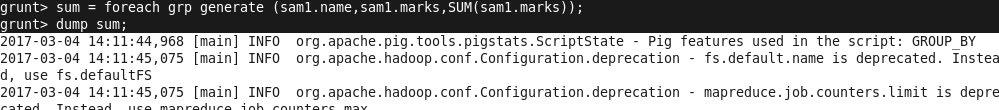 grunt> sum = foreach grp generate (sam1.name,sam1.marks,SUM(sam1.marks));
grunt> dump sum;
2017-03-04 14:11:44,968 [main] INFO  org.apache.pig.tools.pigstats.ScriptState - Pig features used in the script: GROUP_BY
2017-03-04 14:11:45,075 [main] INFO  org.apache.hadoop.conf.Configuration.deprecation - fs.default.name is deprecated. Instea
d, use fs.defaultFS
2017-03-04 14:11:45,075 [main] INFO  org.apache.hadoop.conf.Configuration.deprecation - mapreduce.job.counters.limit is depre
cated. Instead, use mapreduce.job.counters.max